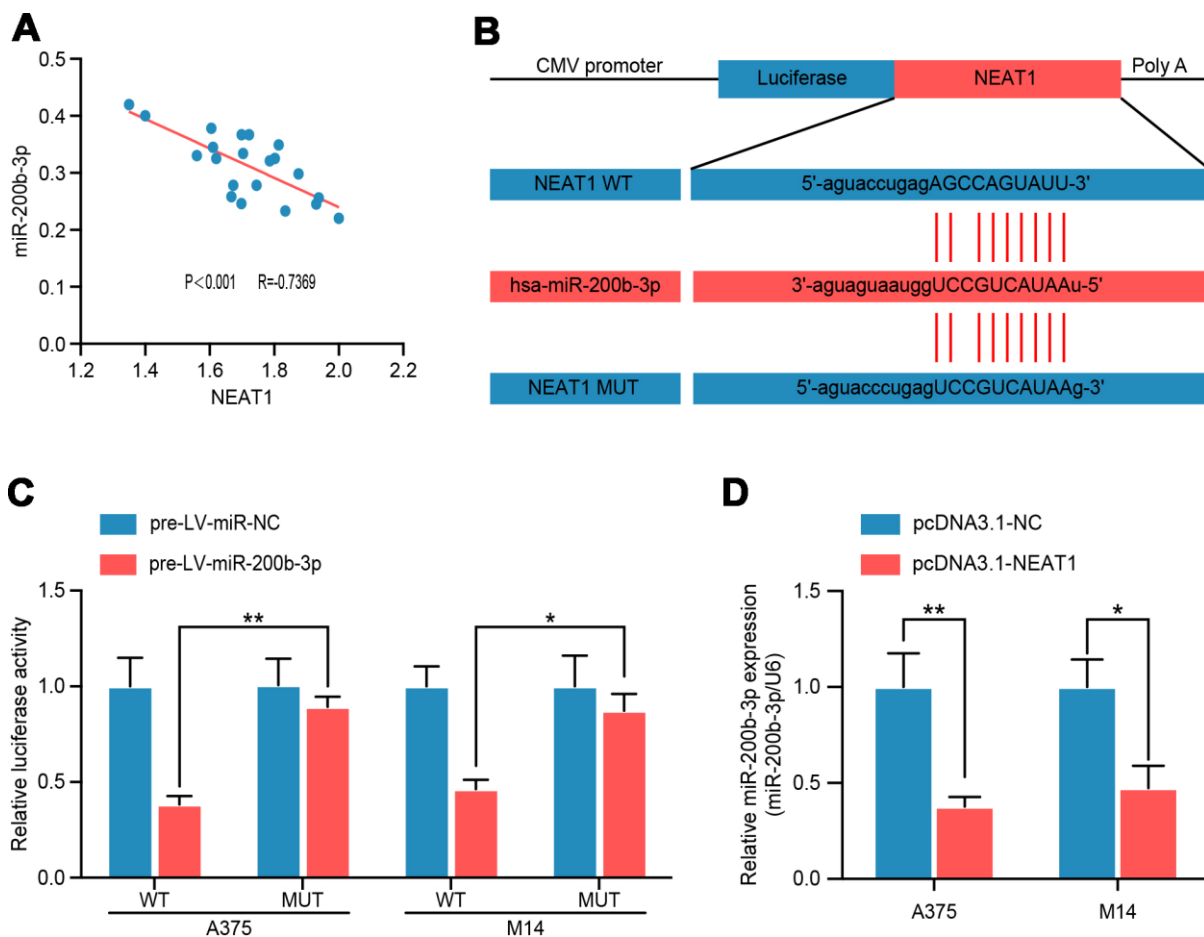 A
miR-200b-3p
0.5
0.4
0.3
0.2
0.1
0.0
P<0.001 R=-0.7369
1.2 1.4 1.6 1.8 2.0 2.2
NEAT1
B
CMV promoter Luciferase NEAT1 Poly A
NEAT1 WT 5'-aguaccugagAGCCAGUAUU-3'
hsa-miR-200b-3p 3'-aguaguaauggUCCGUCAUAAu-5'
NEAT1 MUT 5'-aguacccugagUCCGUCAUAAg-3'
C
pre-LV-miR-NC
pre-LV-miR-200b-3p
Relative luciferase activity
1.5
1.0
0.5
0.0
** *
WT MUT WT MUT
A375 M14
D
pcDNA3.1-NC
pcDNA3.1-NEAT1
Relative miR-200b-3p expression
(miR-200b-3p/U6)
1.5
1.0
0.5
0.0
** *
A375 M14